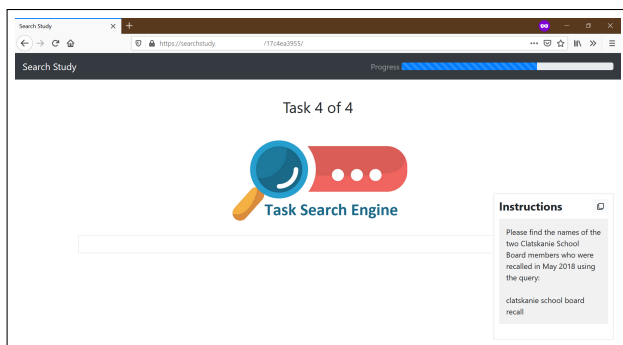 Search Study
https://searchstudy. /17c4ea3955/
Search Study
Progress
Task 4 of 4
Task Search Engine
Instructions
Please find the names of the
two Clatskanie School
Board members who were
recalled in May 2018 using
the query:
clatskanie school board
recall